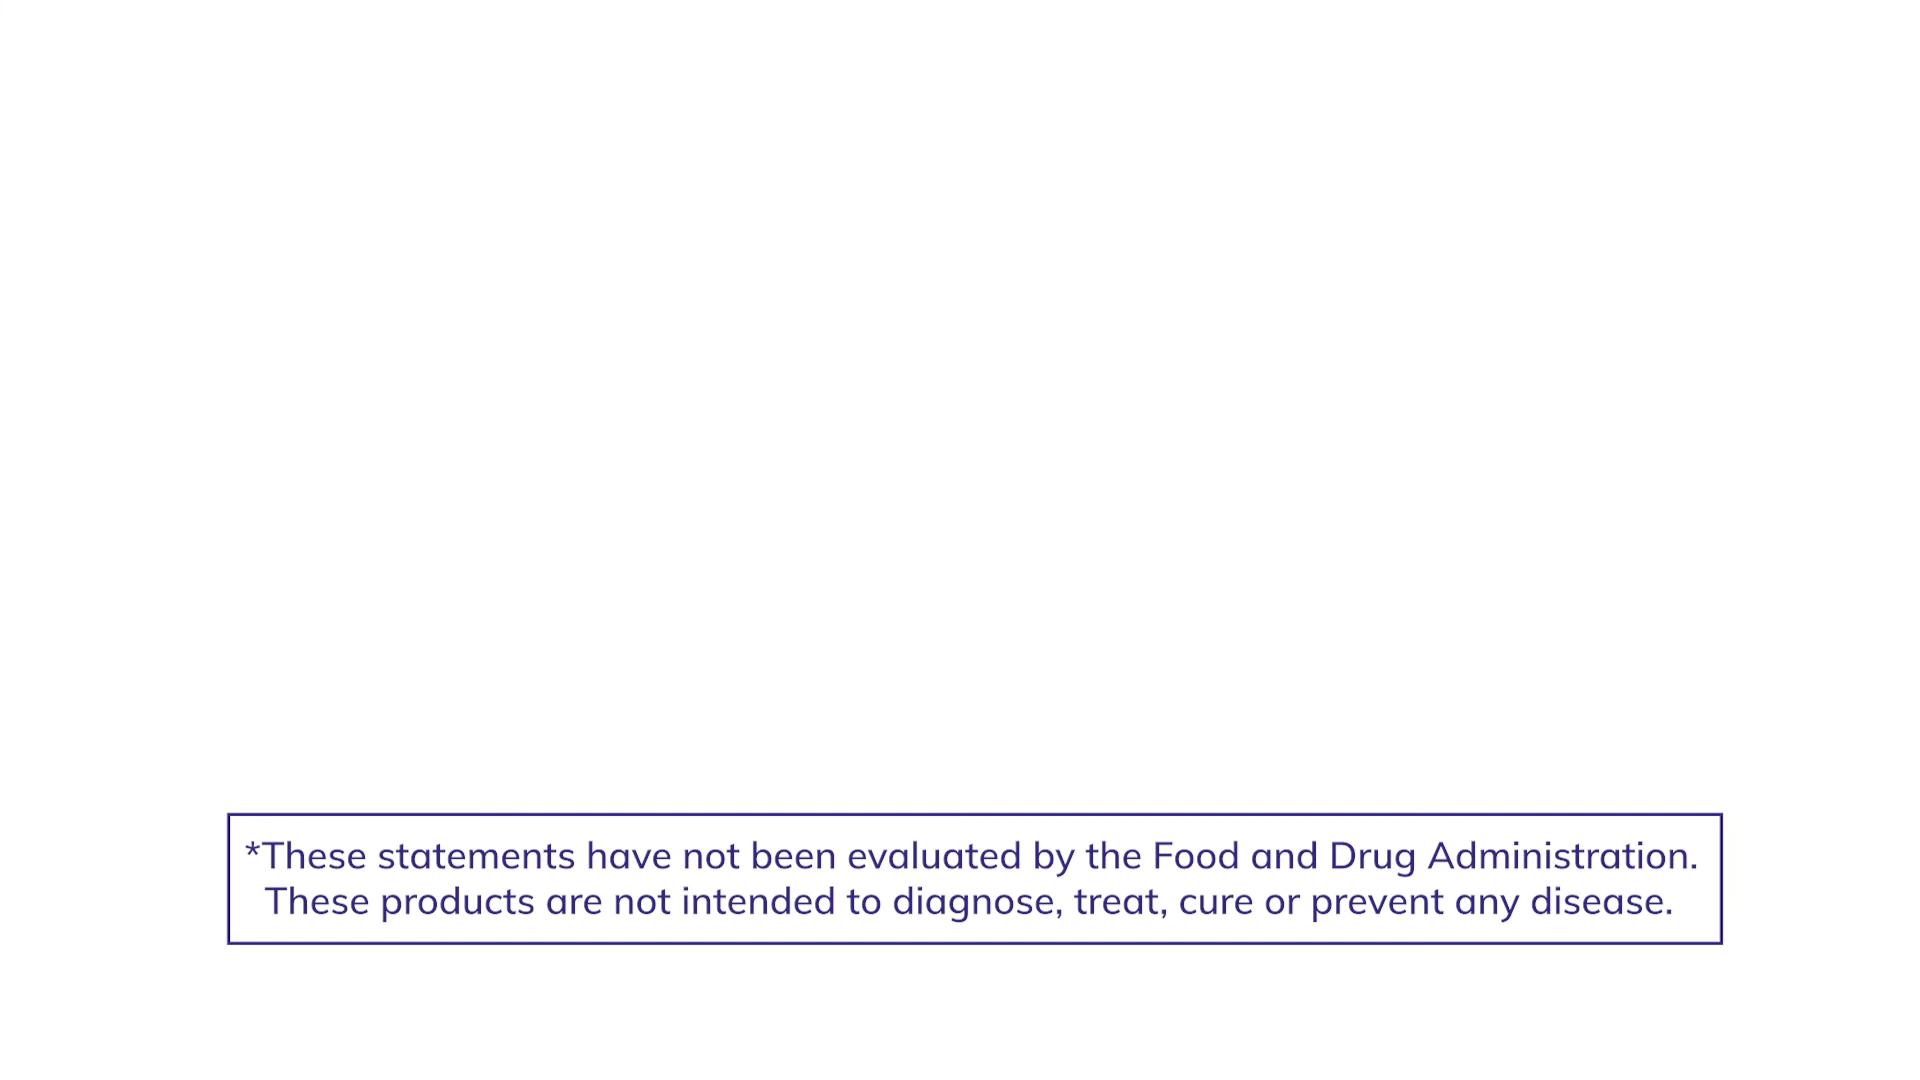 *These statements have not been evaluated by the Food and Drug Administration.
These products are not intended to diagnose, treat, cure or prevent any disease.